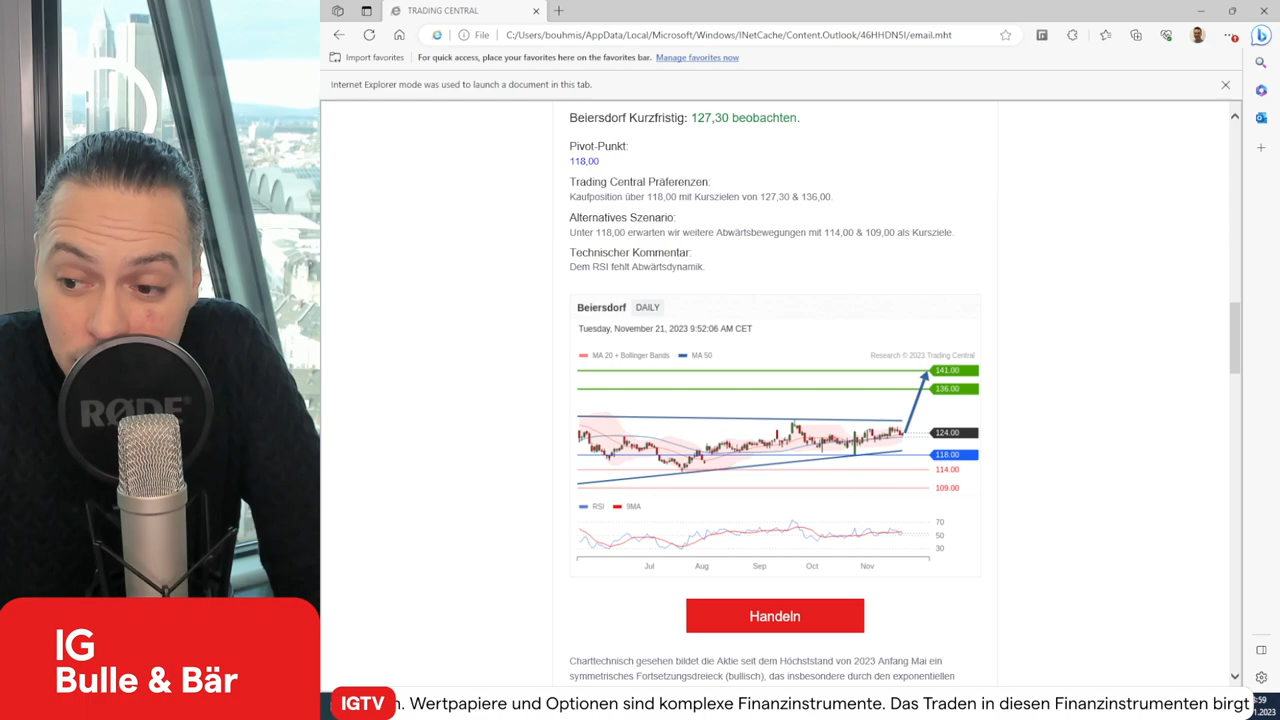 TRADING CENTRAL
File
C:/Users/bouhmis/AppData/Local/Microsoft/Windows/INetCache/Content.Outlook/46HHDN5I/email.mht
Import favorites
For quick access, place your favorites here on the favorites bar. Manage favorites now
Internet Explorer mode was used to launch a document in this tab.
Beiersdorf Kurzfristig: 127,30 beobachten.
Pivot-Punkt:
118,00
Trading Central Präferenzen:
Kaufposition über 118,00 mit Kurszielen von 127,30 & 136,00.
Alternatives Szenario:
Unter 118,00 erwarten wir weitere Abwärtsbewegungen mit 114,00 & 109,00 als Kursziele.
Technischer Kommentar:
Dem RSI fehlt Abwärtsdynamik.
Beiersdorf DAILY
Tuesday, November 21, 2023 9:52:06 AM CET
MA 20 + Bollinger Bands MA 50
Research © 2023 Trading Central
141.00
136.00
124.00
118.00
114.00
109.00
RSI 9MA
70
50
30
Jul Aug Sep Oct Nov
Handeln
Charttechnisch gesehen bildet die Aktie seit dem Höchststand von 2023 Anfang Mai ein
symmetrisches Fortsetzungsdreieck (bullisch), das insbesondere durch den exponentiellen
RØDE
IG
Bulle & Bär
IGTV
n. Wertpapiere und Optionen sind komplexe Finanzinstrumente. Das Traden in diesen Finanzinstrumenten birgt
:59
.2023